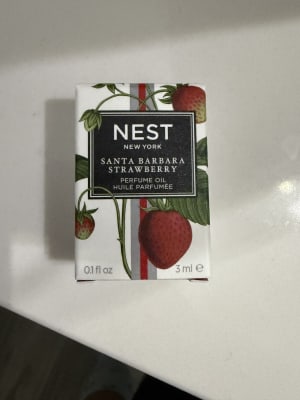 NEST
NEW YORK
SANTA BARBARA
STRAWBERRY
PERFUME OIL
HUILE PARFUMÉE
0.1 fl oz 3 ml ℮